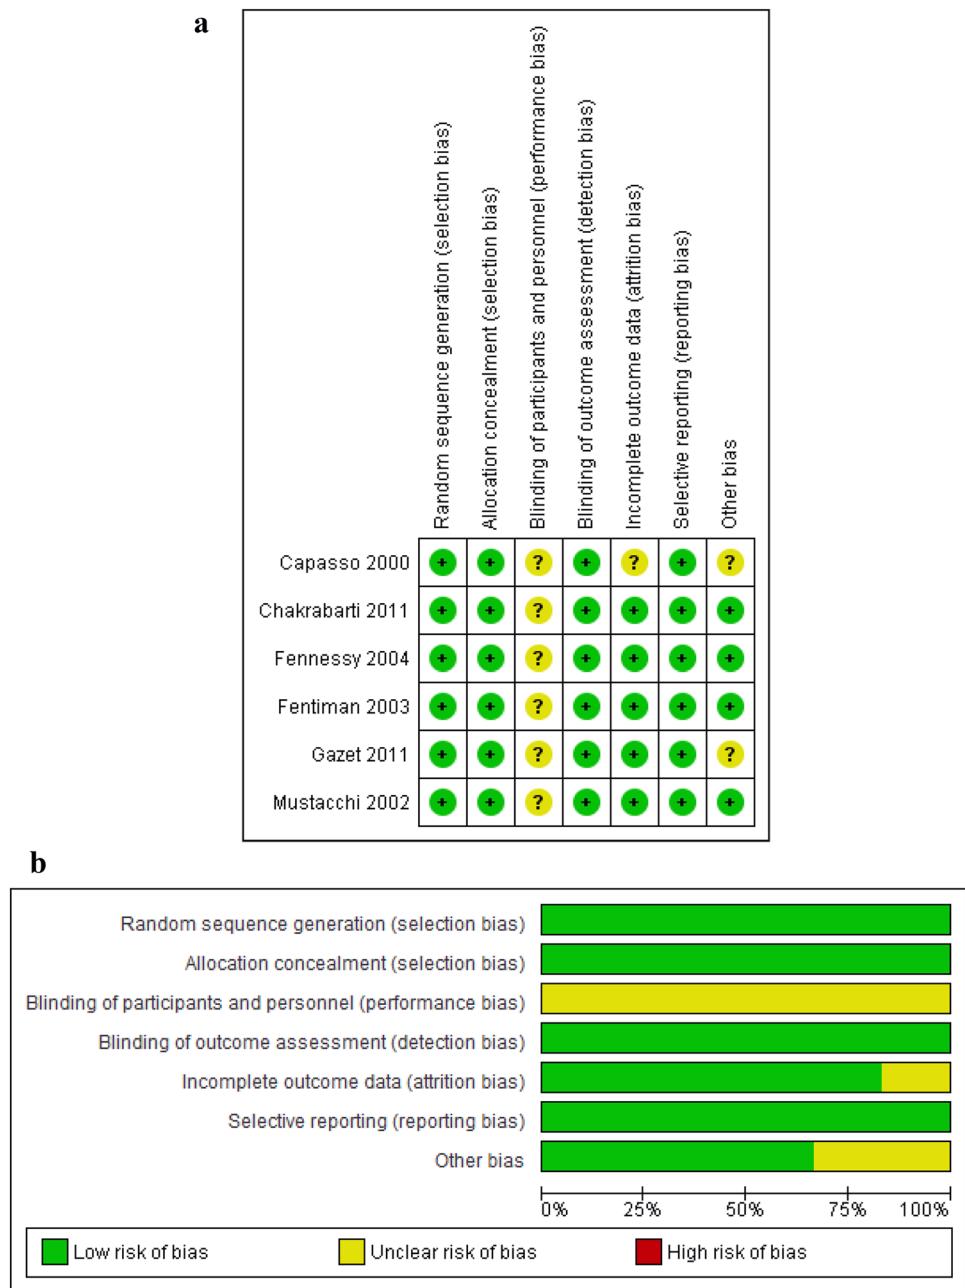 a
Random sequence generation (selection bias)
Allocation concealment (selection bias)
Blinding of participants and personnel (performance bias)
Blinding of outcome assessment (detection bias)
Incomplete outcome data (attrition bias)
Selective reporting (reporting bias)
Other bias
Capasso 2000 + + ? + ? + ?
Chakrabarti 2011 + + ? + + + +
Fennessy 2004 + + ? + + + +
Fentiman 2003 + + ? + + + +
Gazet 2011 + + ? + + + ?
Mustacchi 2002 + + ? + + + +
b
Random sequence generation (selection bias)
Allocation concealment (selection bias)
Blinding of participants and personnel (performance bias)
Blinding of outcome assessment (detection bias)
Incomplete outcome data (attrition bias)
Selective reporting (reporting bias)
Other bias
0% 25% 50% 75% 100%
Low risk of bias Unclear risk of bias High risk of bias